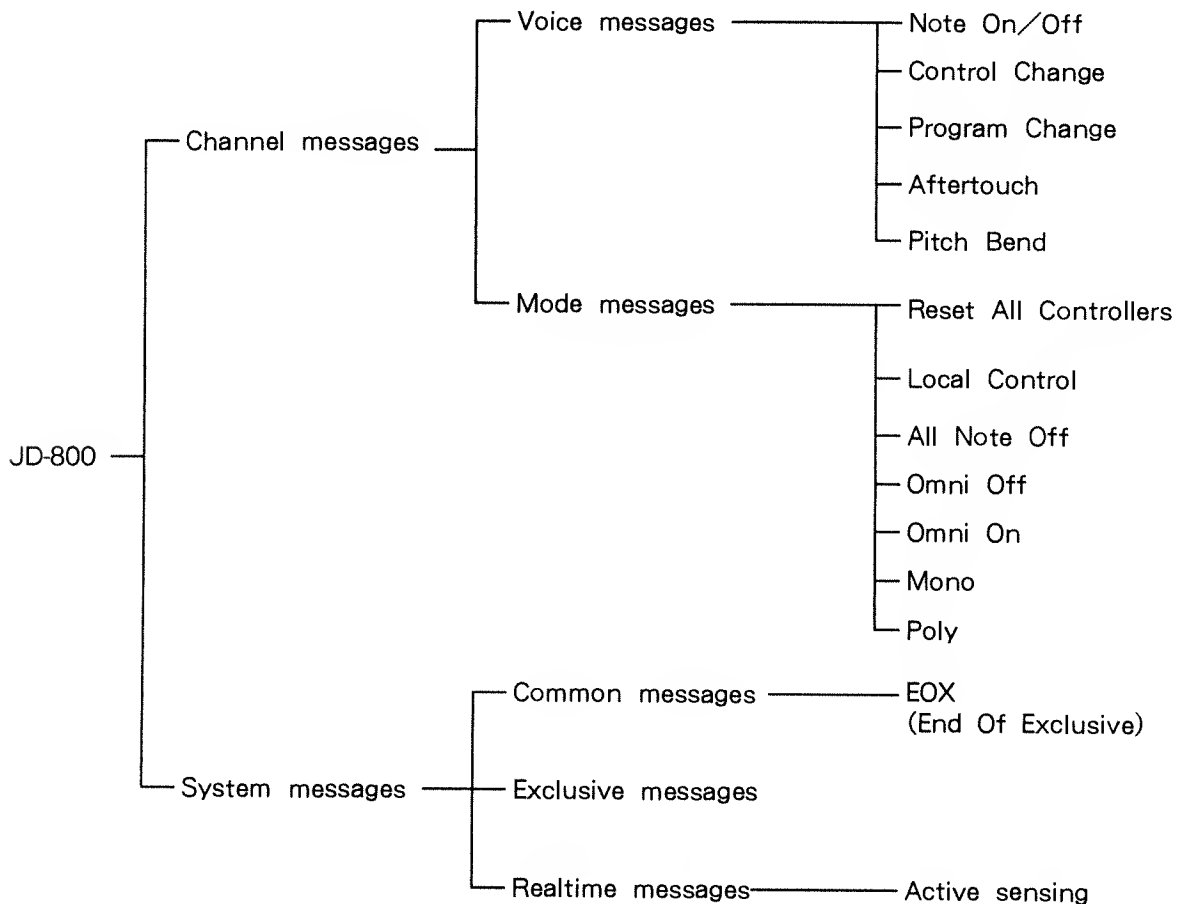 Voice messages
Note On／Off
Control Change
Program Change
Aftertouch
Pitch Bend
Channel messages
Mode messages
Reset All Controllers
Local Control
All Note Off
Omni Off
Omni On
Mono
Poly
JD-800
Common messages
EOX
(End Of Exclusive)
System messages
Exclusive messages
Realtime messages
Active sensing